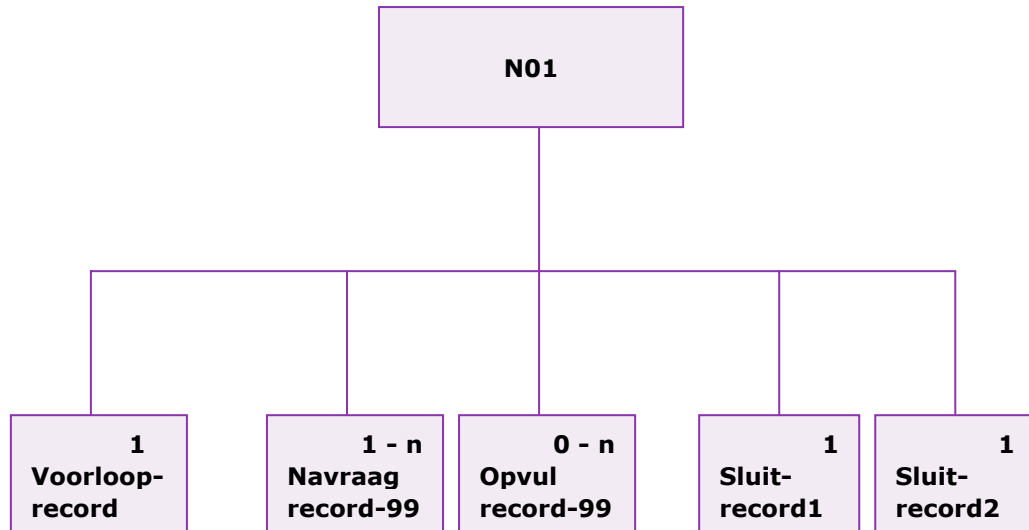 N01
1
Voorloop-
record
1 - n
Navraag
record-99
0 - n
Opvul
record-99
1
Sluit-
record1
1
Sluit-
record2